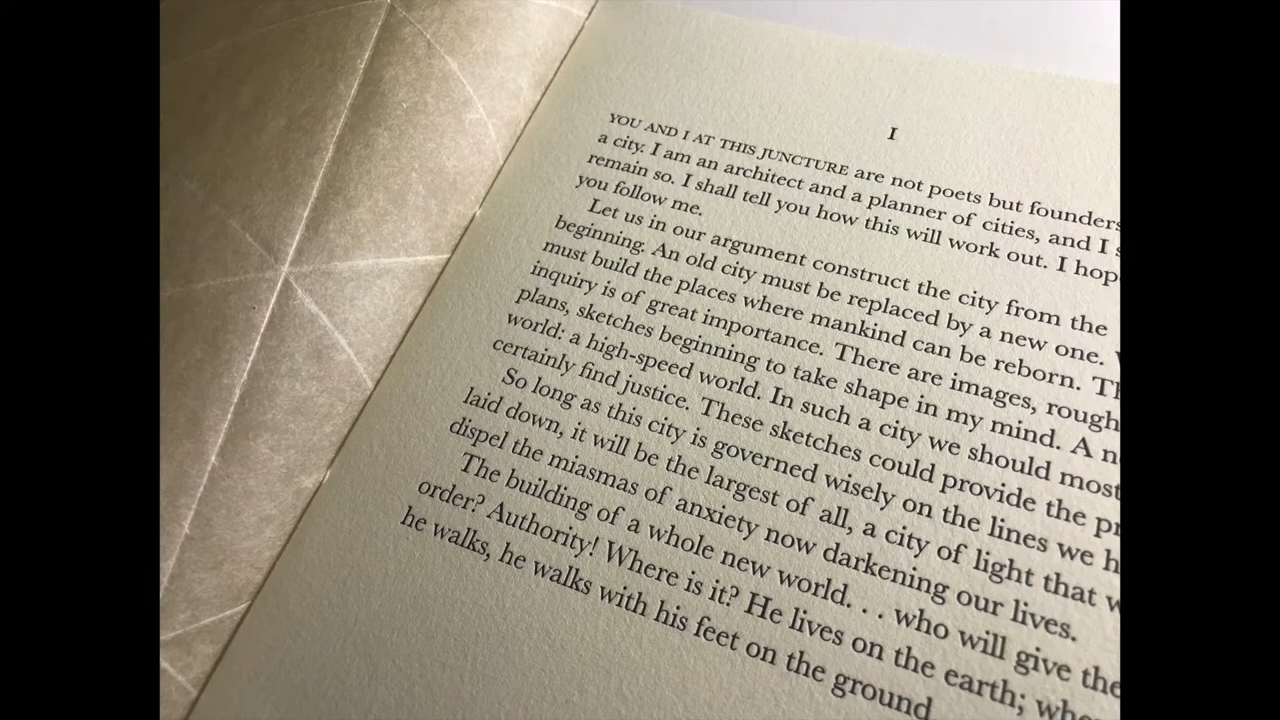 I
YOU AND I AT THIS JUNCTURE are not poets but founders
a city. I am an architect and a planner of cities, and I
remain so. I shall tell you how this will work out. I
you follow me.
Let us in our argument construct the city from the
beginning. An old city must be replaced by a new one.
must build the places where mankind can be reborn.
inquiry is of great importance. There are images, rough
plans, sketches beginning to take shape in my mind. A
world: a high-speed world. In such a city we should most
certainly find justice. These sketches could provide the
So long as this city is governed wisely on the lines we
laid down, it will be the largest of all, a city of light that
dispel the miasmas of anxiety now darkening our lives.
The building of a whole new world. . . who will give the
order? Authority! Where is it? He lives on the earth;
he walks, he walks with his feet on the ground